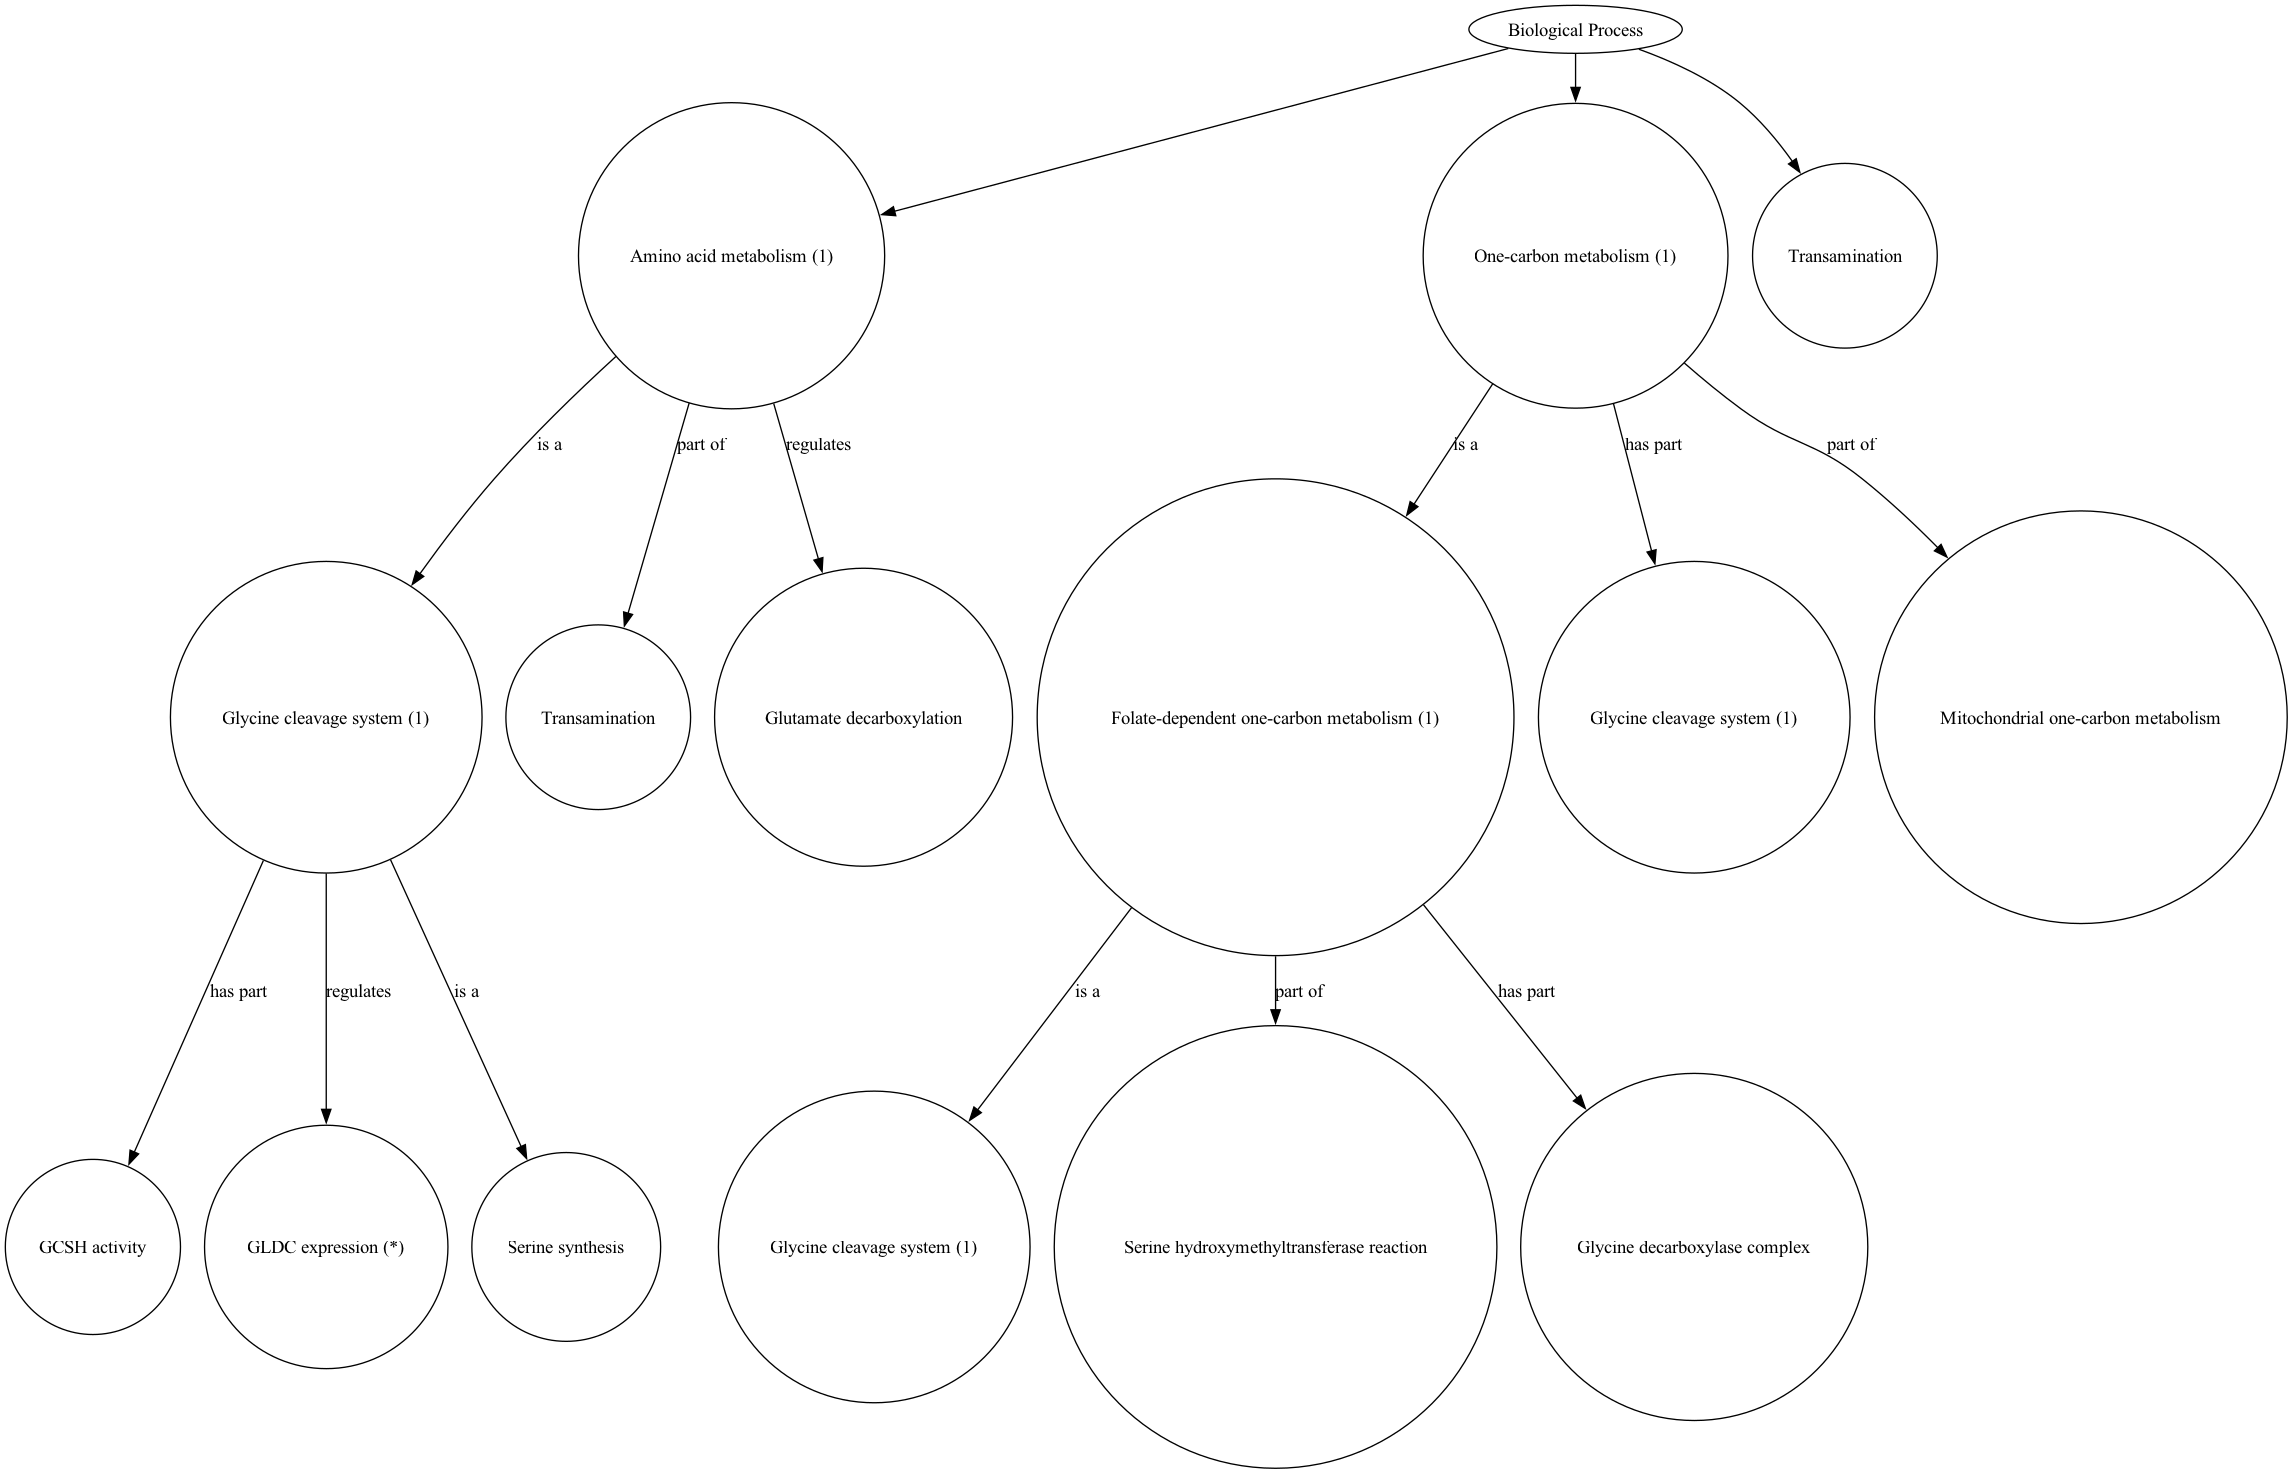 Biological Process
Amino acid metabolism (1)
One-carbon metabolism (1)
Transamination
is a
part of
regulates
is a
has part
part of
Glycine cleavage system (1)
Transamination
Glutamate decarboxylation
Folate-dependent one-carbon metabolism (1)
Glycine cleavage system (1)
Mitochondrial one-carbon metabolism
has part
regulates
is a
is a
part of
has part
GCSH activity
GLDC expression (*)
Serine synthesis
Glycine cleavage system (1)
Serine hydroxymethyltransferase reaction
Glycine decarboxylase complex